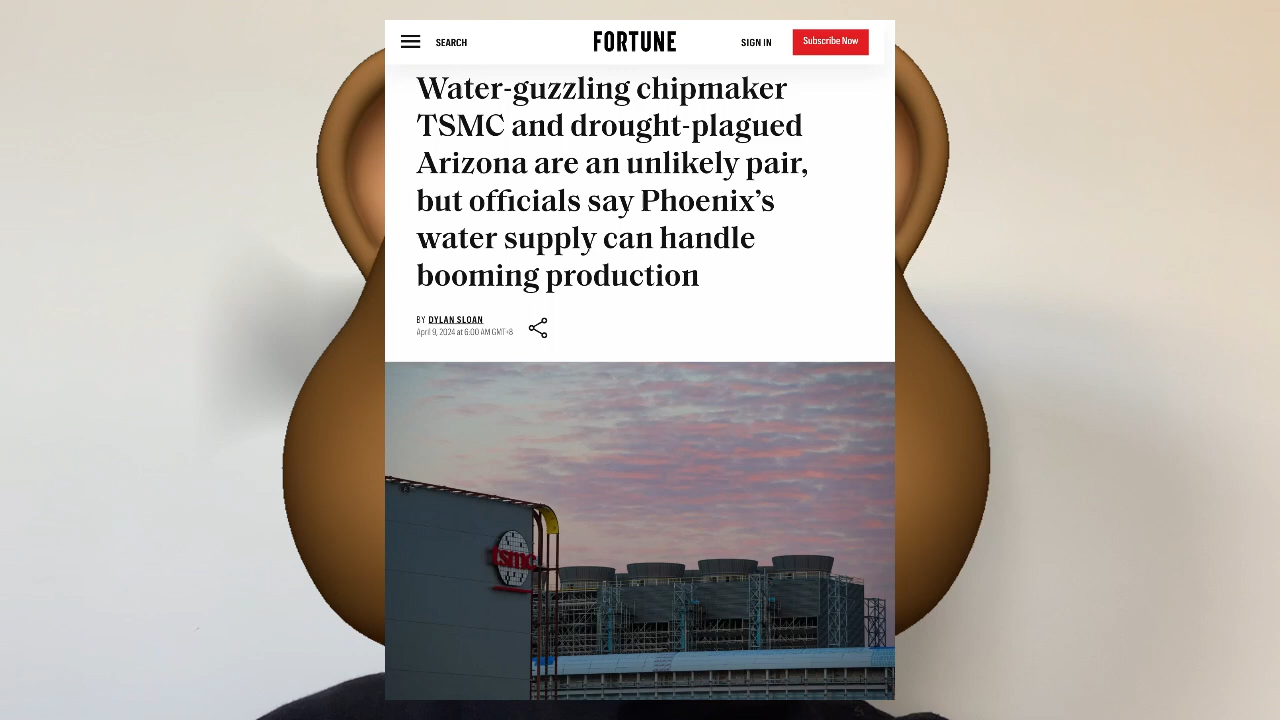 SEARCH
FORTUNE
SIGN IN
Subscribe Now
Water-guzzling chipmaker
TSMC and drought-plagued
Arizona are an unlikely pair,
but officials say Phoenix’s
water supply can handle
booming production
BY DYLAN SLOAN
April 9, 2024 at 6:00 AM GMT+8
tsmc